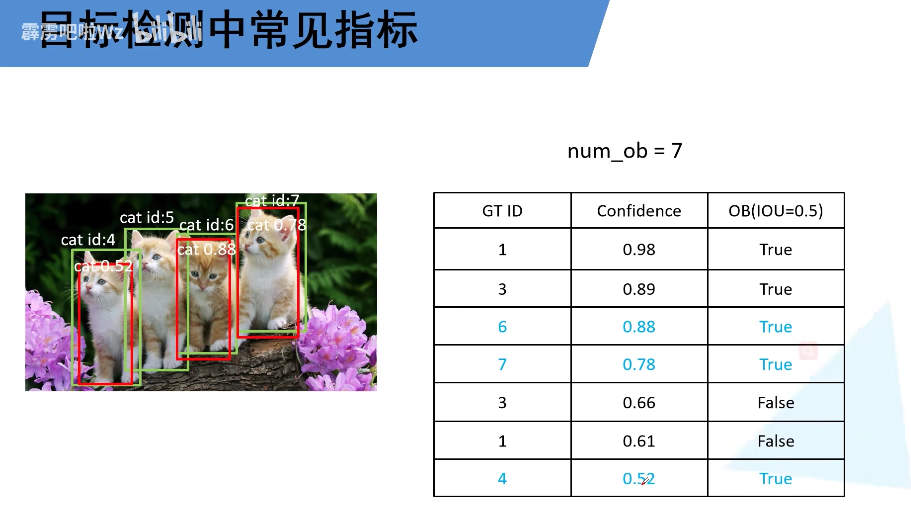 目标检测中常见指标
霹雳吧啦Wz bilibili
num_ob = 7
cat id:7
cat id:5
cat id:6
cat 0.78
cat id:4
cat 0.88
cat 0.52
GT ID Confidence OB(IOU=0.5)
1 0.98 True
3 0.89 True
6 0.88 True
7 0.78 True
3 0.66 False
1 0.61 False
4 0.52 True